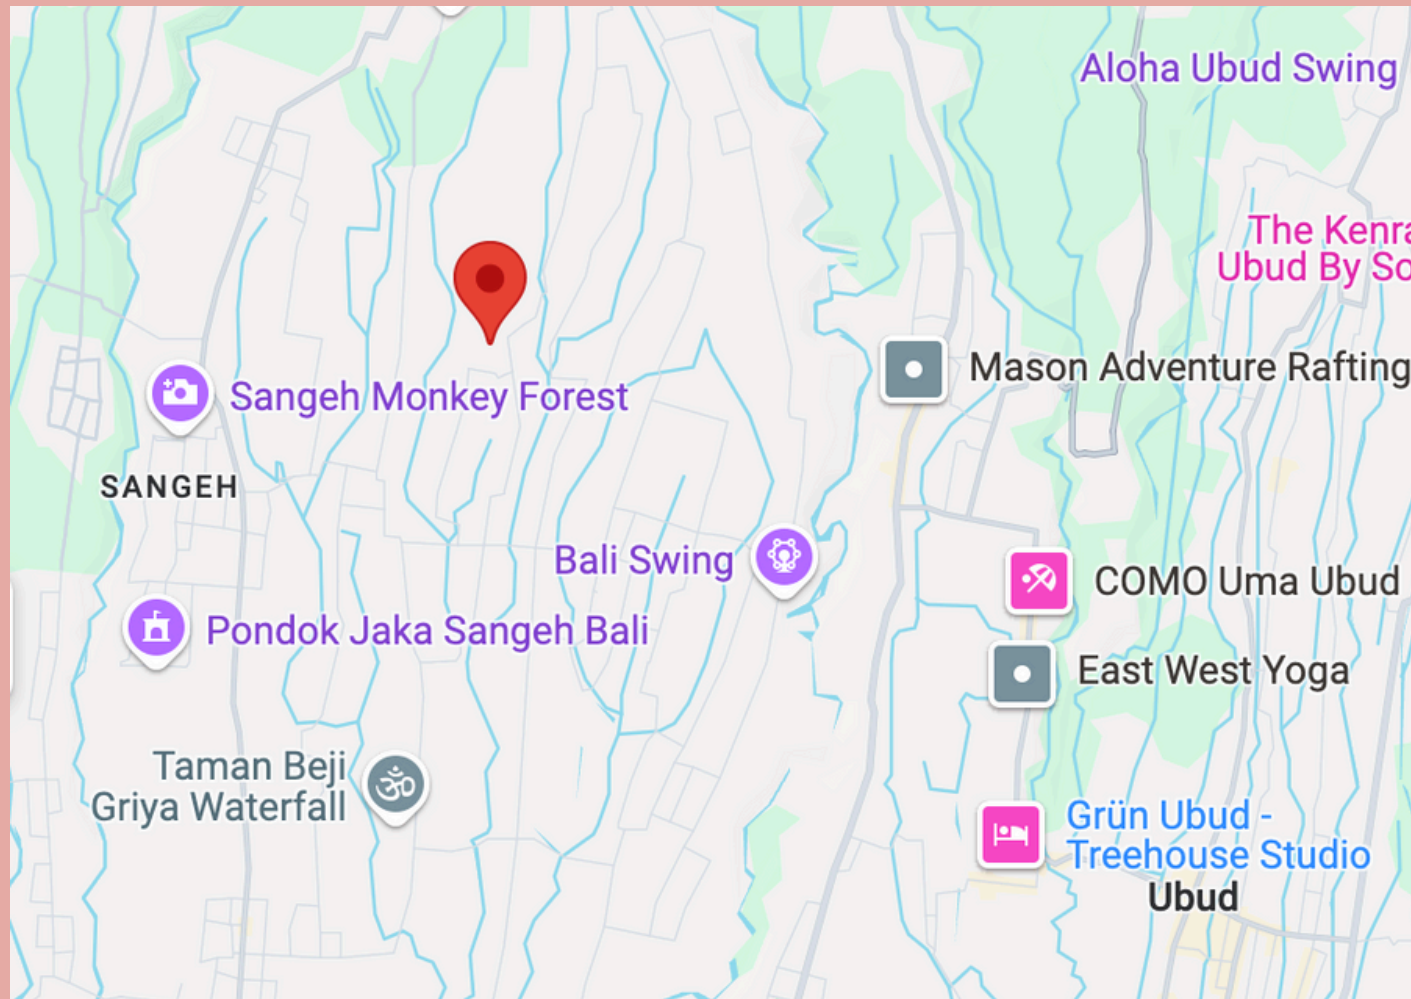 Aloha Ubud Swing
The Kenra
Ubud By So
Mason Adventure Rafting
Sangeh Monkey Forest
SANGEH
Bali Swing
COMO Uma Ubud
Pondok Jaka Sangeh Bali
East West Yoga
Taman Beji
Griya Waterfall
Grün Ubud -
Treehouse Studio
Ubud